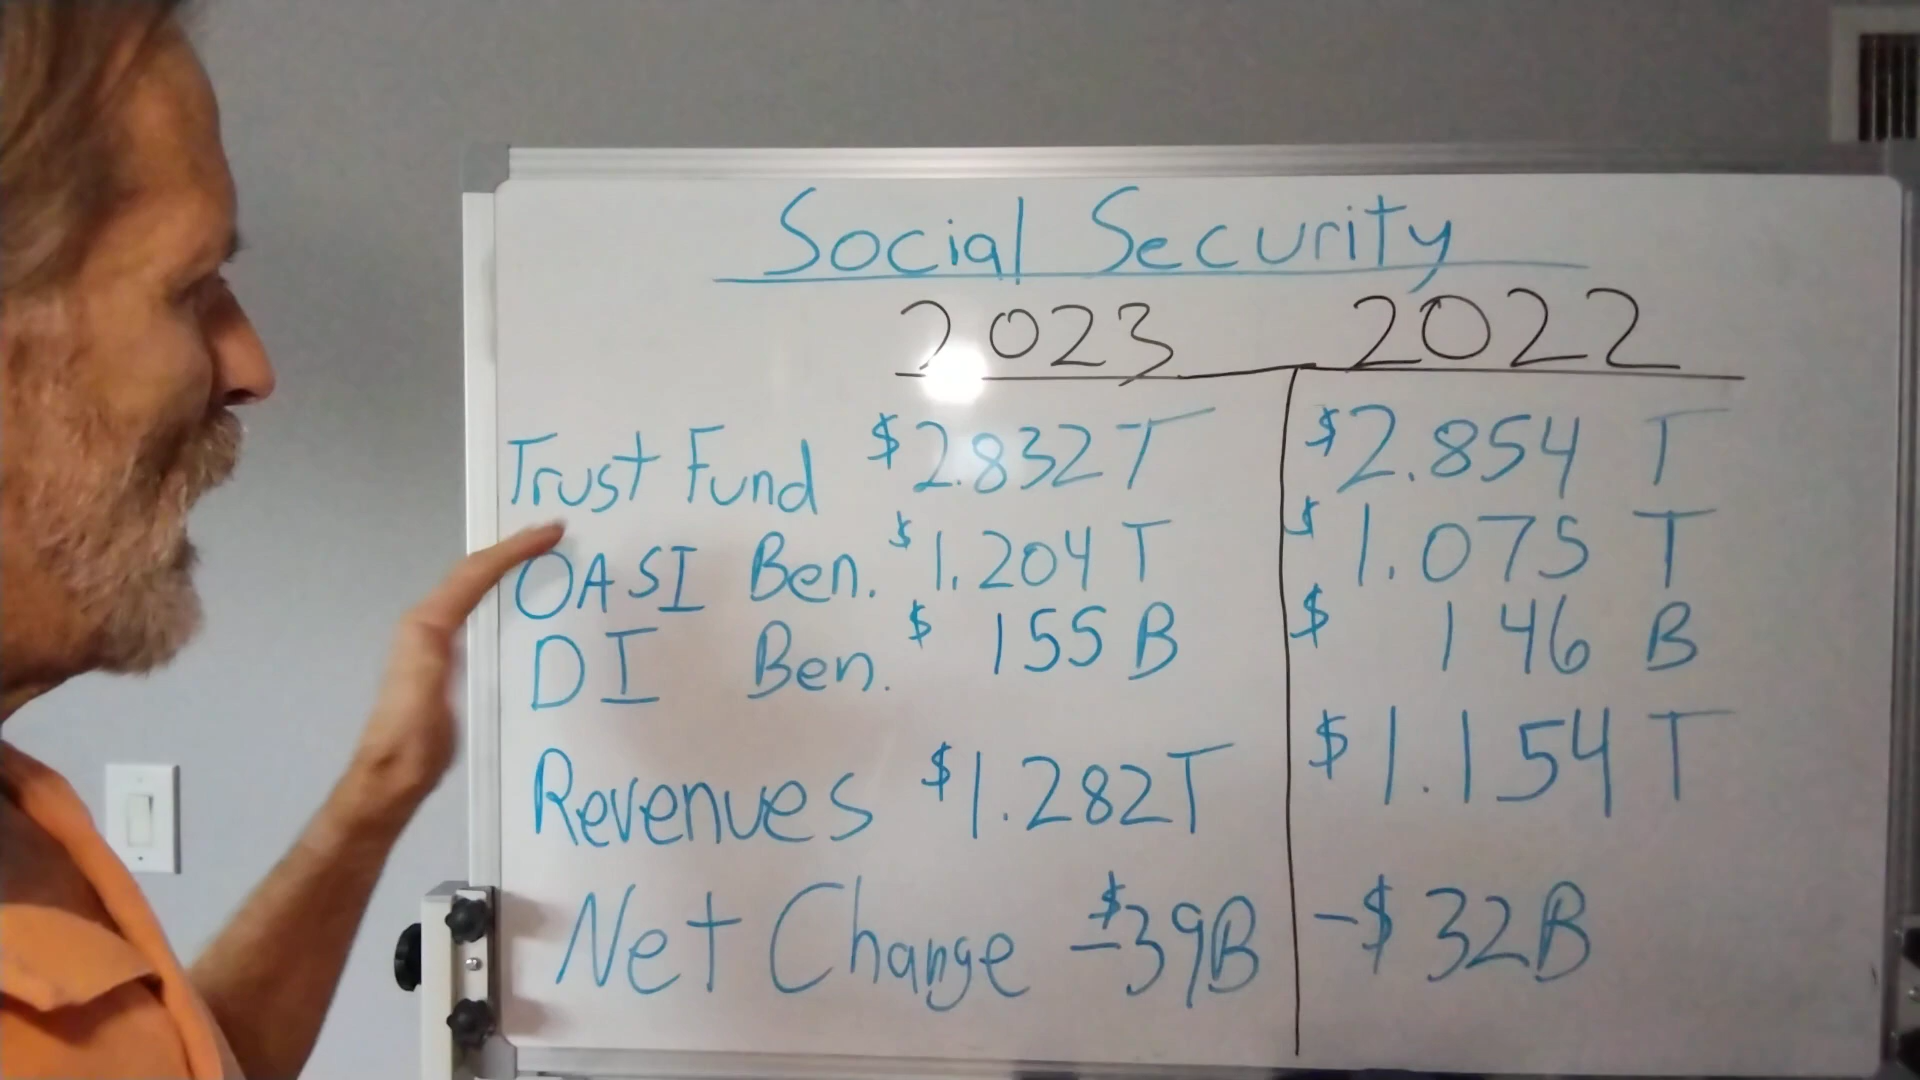 Social Security
2023 2022
Trust Fund $2.832T $2.854 T
OASI Ben. $1.204 T $1.075 T
DI Ben. $ 155 B $ 146 B
Revenues $1.282T $1.154 T
Net Change -$39B -$32B